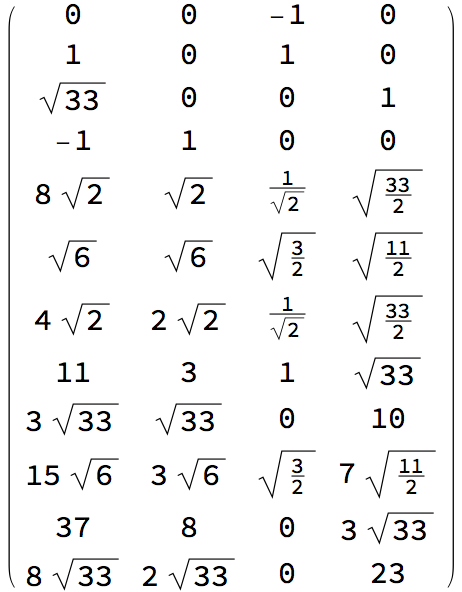 0 0 -1 0
1 0 1 0
√33 0 0 1
-1 1 0 0
8 √2 √2 1/√2 √(33/2)
√6 √6 √(3/2) √(11/2)
4 √2 2 √2 1/√2 √(33/2)
11 3 1 √33
3 √33 √33 0 10
15 √6 3 √6 √(3/2) 7 √(11/2)
37 8 0 3 √33
8 √33 2 √33 0 23